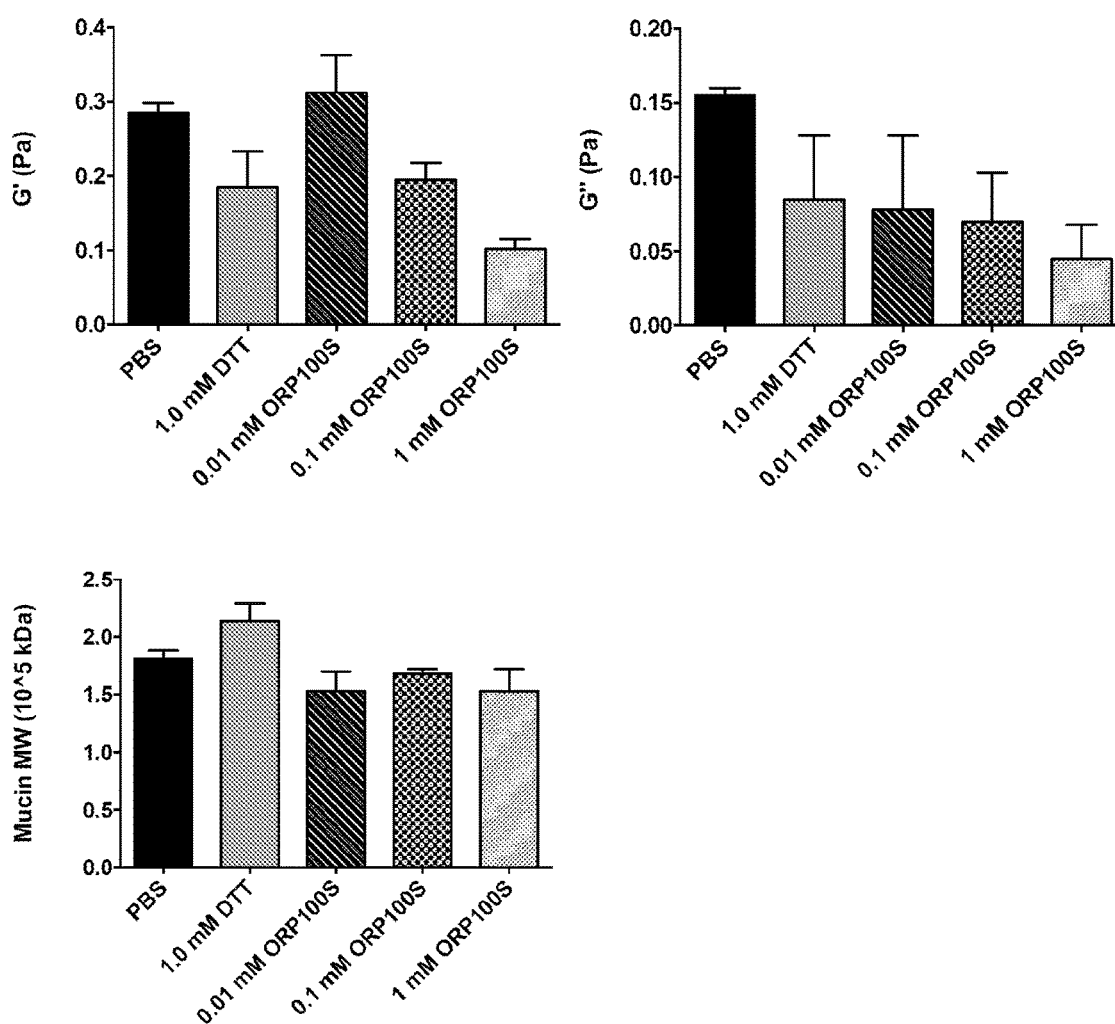 0.4
0.3
0.2
0.1
0.0
G' (Pa)
PBS
1.0 mM DTT
0.01 mM ORP100S
0.1 mM ORP100S
1 mM ORP100S
0.20
0.15
0.10
0.05
0.00
G" (Pa)
PBS
1.0 mM DTT
0.01 mM ORP100S
0.1 mM ORP100S
1 mM ORP100S
2.5
2.0
1.5
1.0
0.5
0.0
Mucin MW (10^5 kDa)
PBS
1.0 mM DTT
0.01 mM ORP100S
0.1 mM ORP100S
1 mM ORP100S